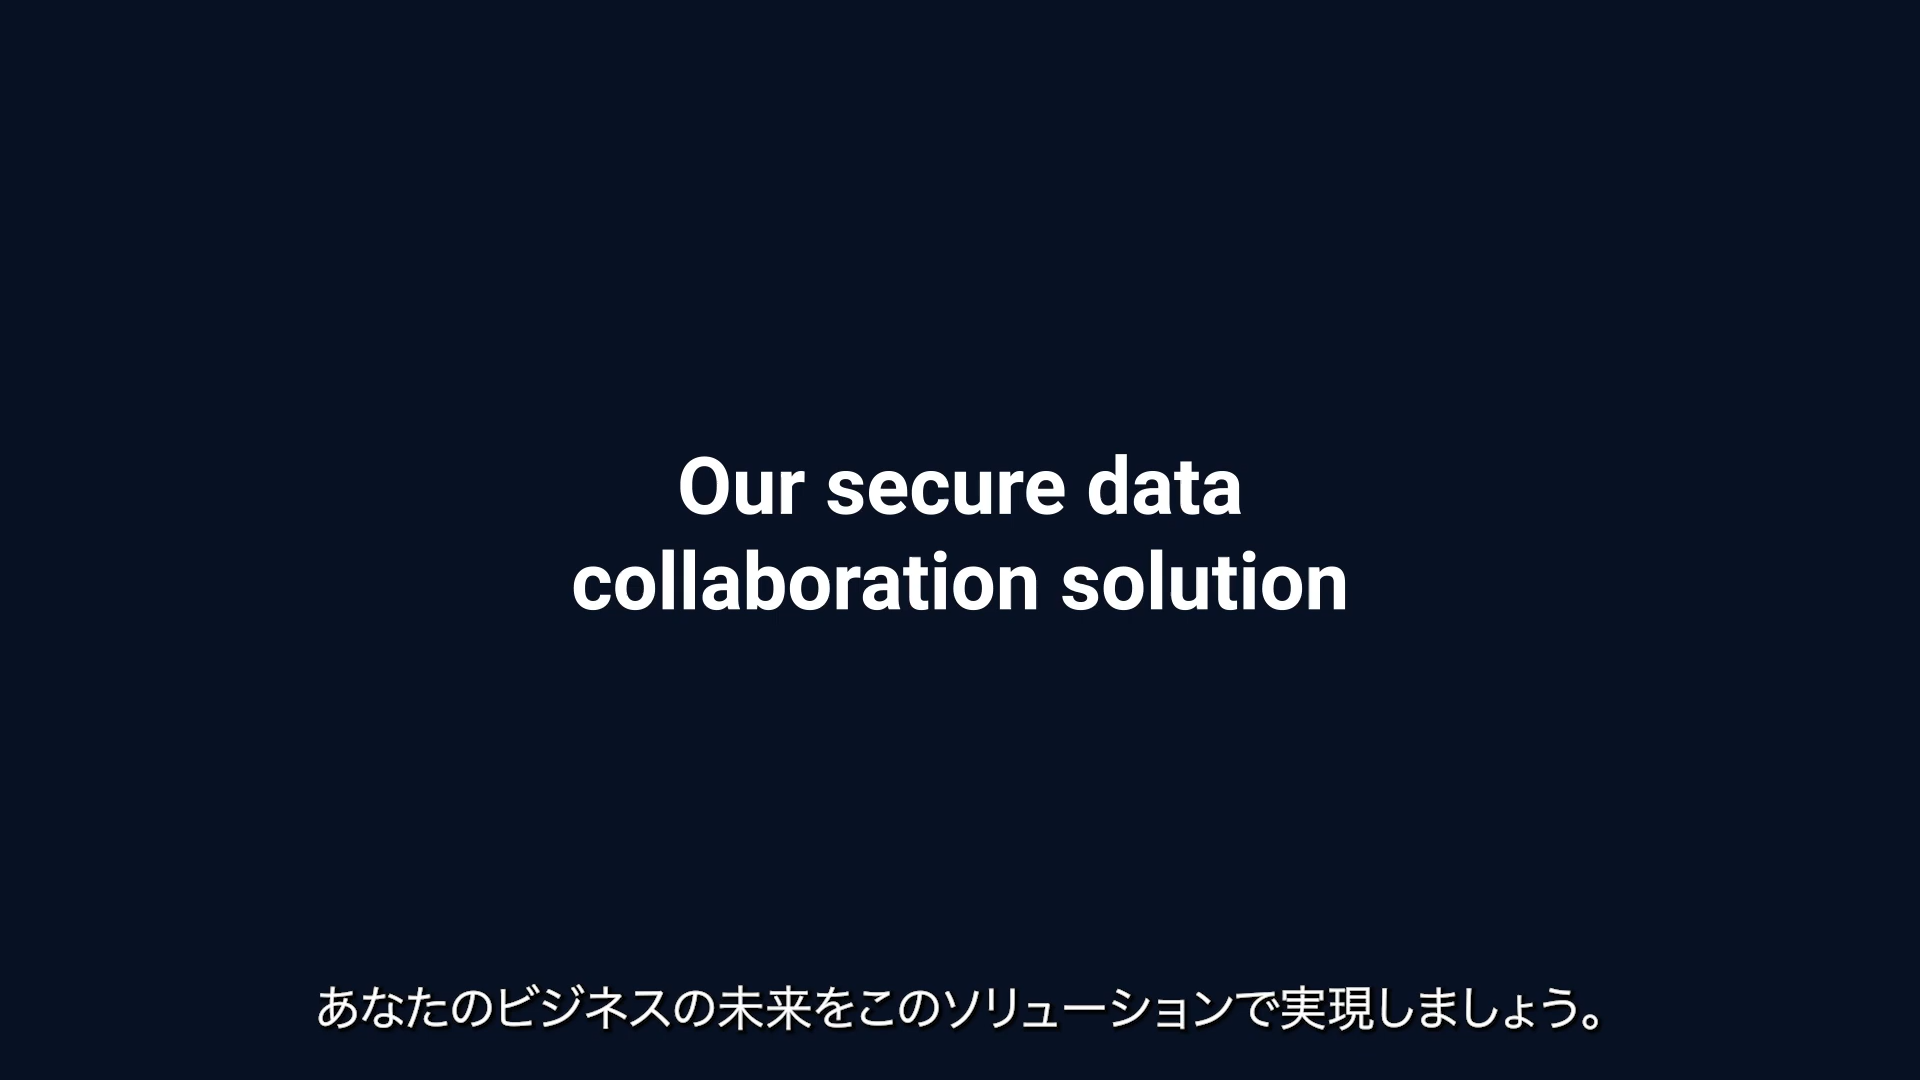 Our secure data
collaboration solution
あなたのビジネスの未来をこのソリューションで実現しましょう。